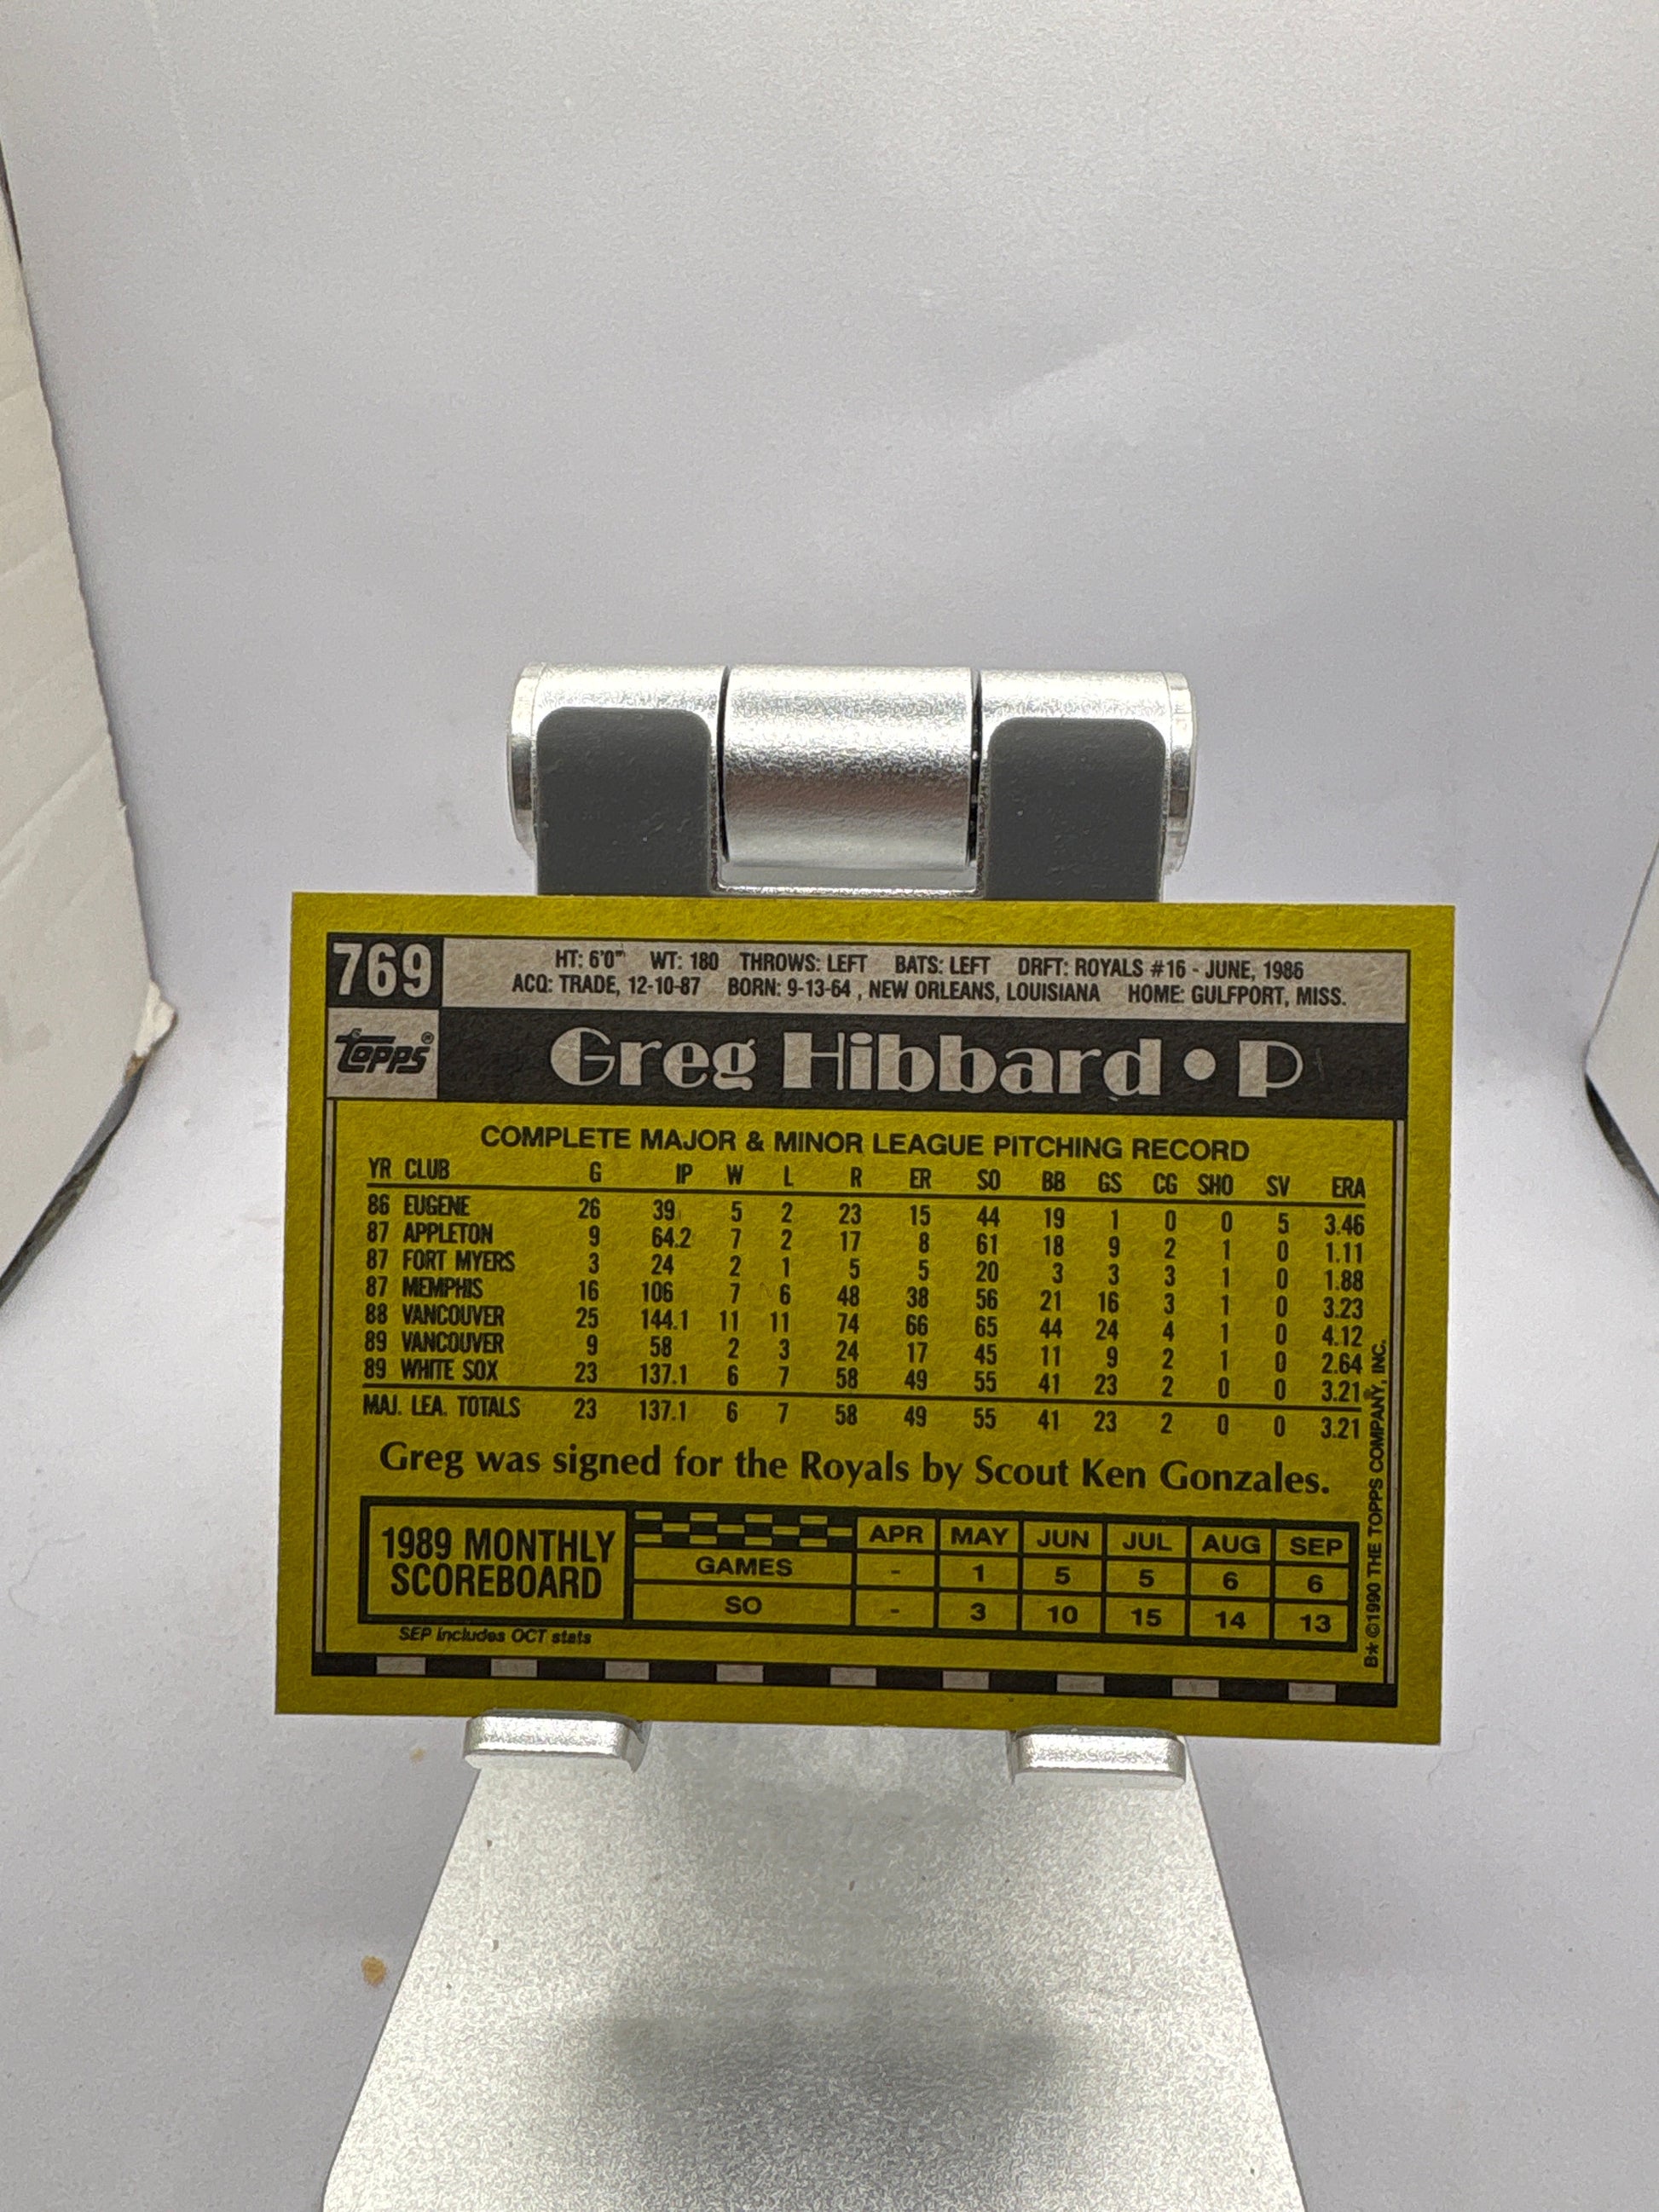 769
HT: 6'0" WT: 180 THROWS: LEFT BATS: LEFT DRFT: ROYALS #16 - JUNE, 1986
ACQ: TRADE, 12-10-87 BORN: 9-13-64 , NEW ORLEANS, LOUISIANA HOME: GULFPORT, MISS.
Topps®
Greg Hibbard • P
COMPLETE MAJOR & MINOR LEAGUE PITCHING RECORD
YR CLUB G IP W L R ER SO BB GS CG SHO SV ERA
86 EUGENE 26 39 5 2 23 15 44 19 1 0 0 5 3.46
87 APPLETON 9 64.2 7 2 17 8 61 18 9 2 1 0 1.11
87 FORT MYERS 3 24 2 1 5 5 20 3 3 3 1 0 1.88
87 MEMPHIS 16 106 7 6 48 38 56 21 16 3 1 0 3.23
88 VANCOUVER 25 144.1 11 11 74 66 65 44 24 4 1 0 4.12
89 VANCOUVER 9 58 2 3 24 17 45 11 9 2 1 0 2.64
89 WHITE SOX 23 137.1 6 7 58 49 55 41 23 2 0 0 3.21
MAJ. LEA. TOTALS 23 137.1 6 7 58 49 55 41 23 2 0 0 3.21
Greg was signed for the Royals by Scout Ken Gonzales.
1989 MONTHLY
SCOREBOARD
APR MAY JUN JUL AUG SEP
GAMES - 1 5 5 6 6
SO - 3 10 15 14 13
SEP includes OCT stats
B* ©1990 THE TOPPS COMPANY, INC.